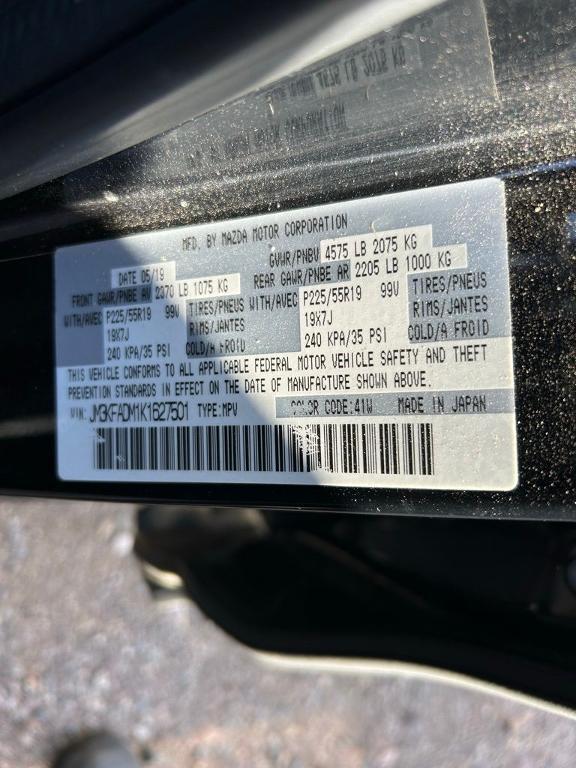 MFD. BY MAZDA MOTOR CORPORATION
DATE 05/19 GVWR/PNBV 4575 LB 2075 KG
FRONT GAWR/PNBE AV 2370 LB 1075 KG REAR GAWR/PNBE AR 2205 LB 1000 KG
WITH/AVEC P225/55R19 99V TIRES/PNEUS WITH/AVEC P225/55R19 99V TIRES/PNEUS
19X7J RIMS/JANTES 19X7J RIMS/JANTES
240 KPA/35 PSI COLD/A FROID 240 KPA/35 PSI COLD/A FROID
THIS VEHICLE CONFORMS TO ALL APPLICABLE FEDERAL MOTOR VEHICLE SAFETY AND THEFT
PREVENTION STANDARDS IN EFFECT ON THE DATE OF MANUFACTURE SHOWN ABOVE.
VIN: JM3KFADM1K1627501 TYPE: MPV COLOR CODE: 41W MADE IN JAPAN